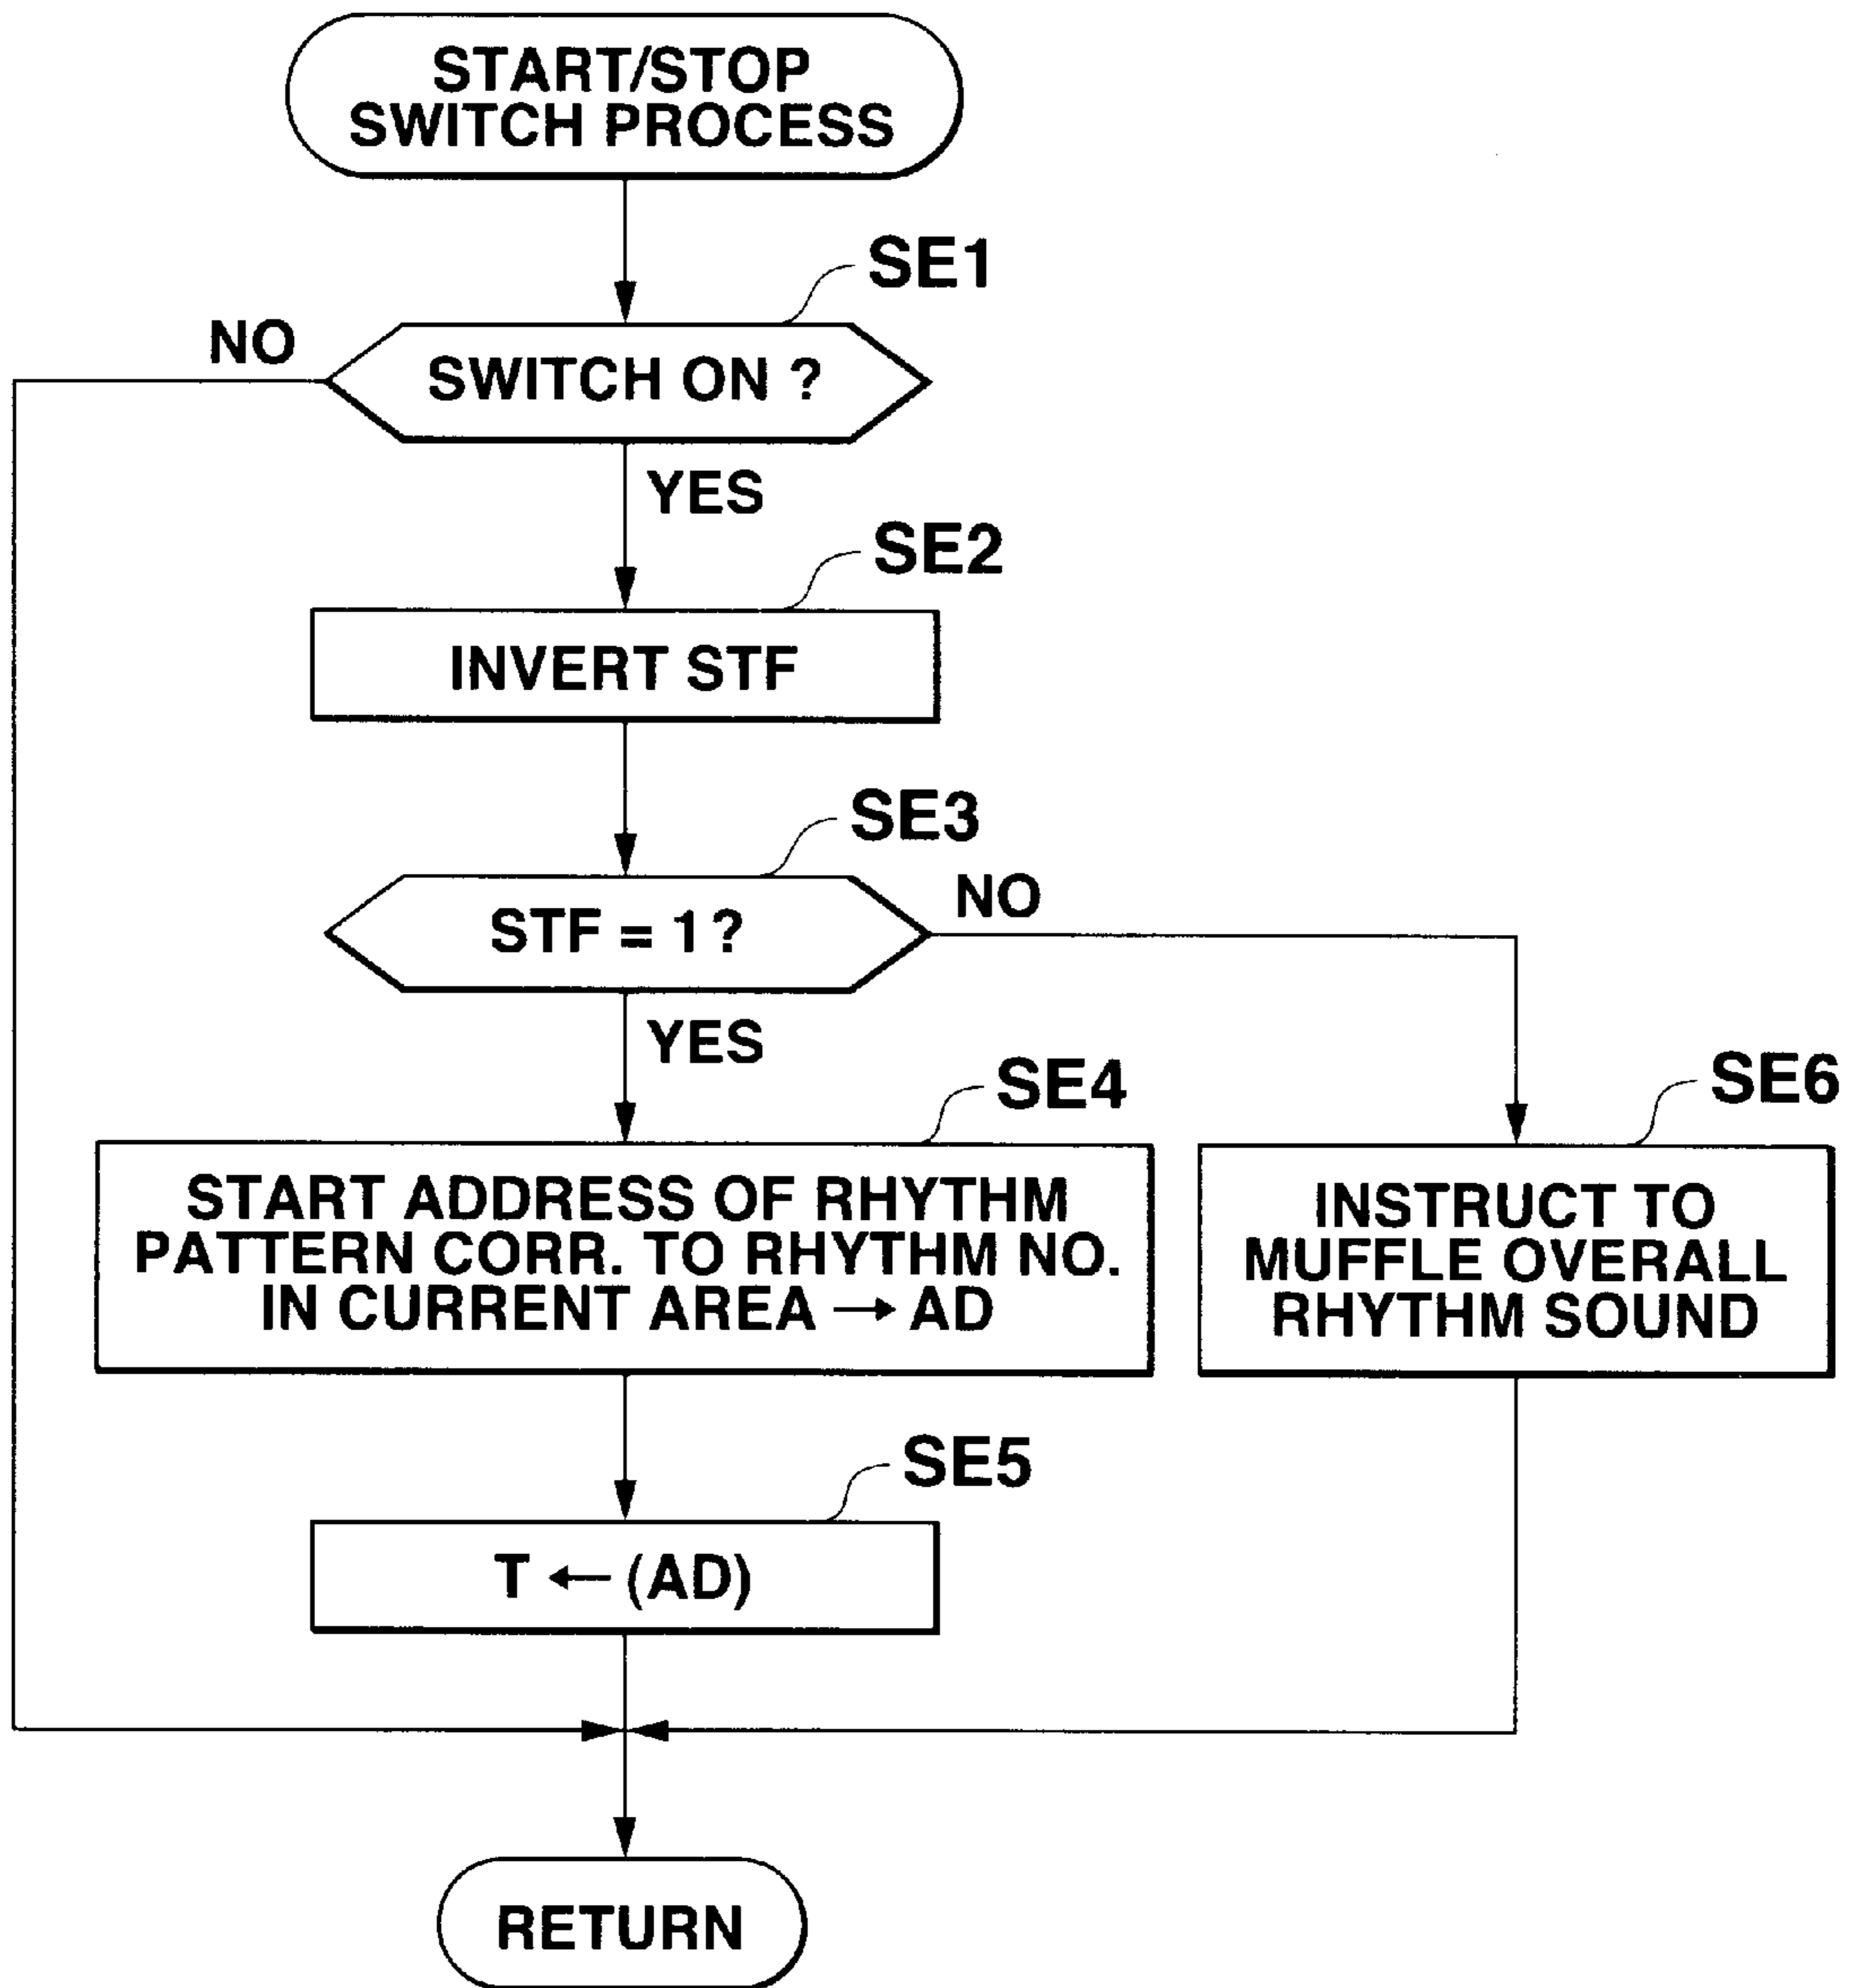 START/STOP
SWITCH PROCESS
SE1
NO
SWITCH ON ?
YES
SE2
INVERT STF
SE3
STF = 1 ?
NO
YES
SE4
START ADDRESS OF RHYTHM
PATTERN CORR. TO RHYTHM NO.
IN CURRENT AREA → AD
SE6
INSTRUCT TO
MUFFLE OVERALL
RHYTHM SOUND
SE5
T ← (AD)
RETURN